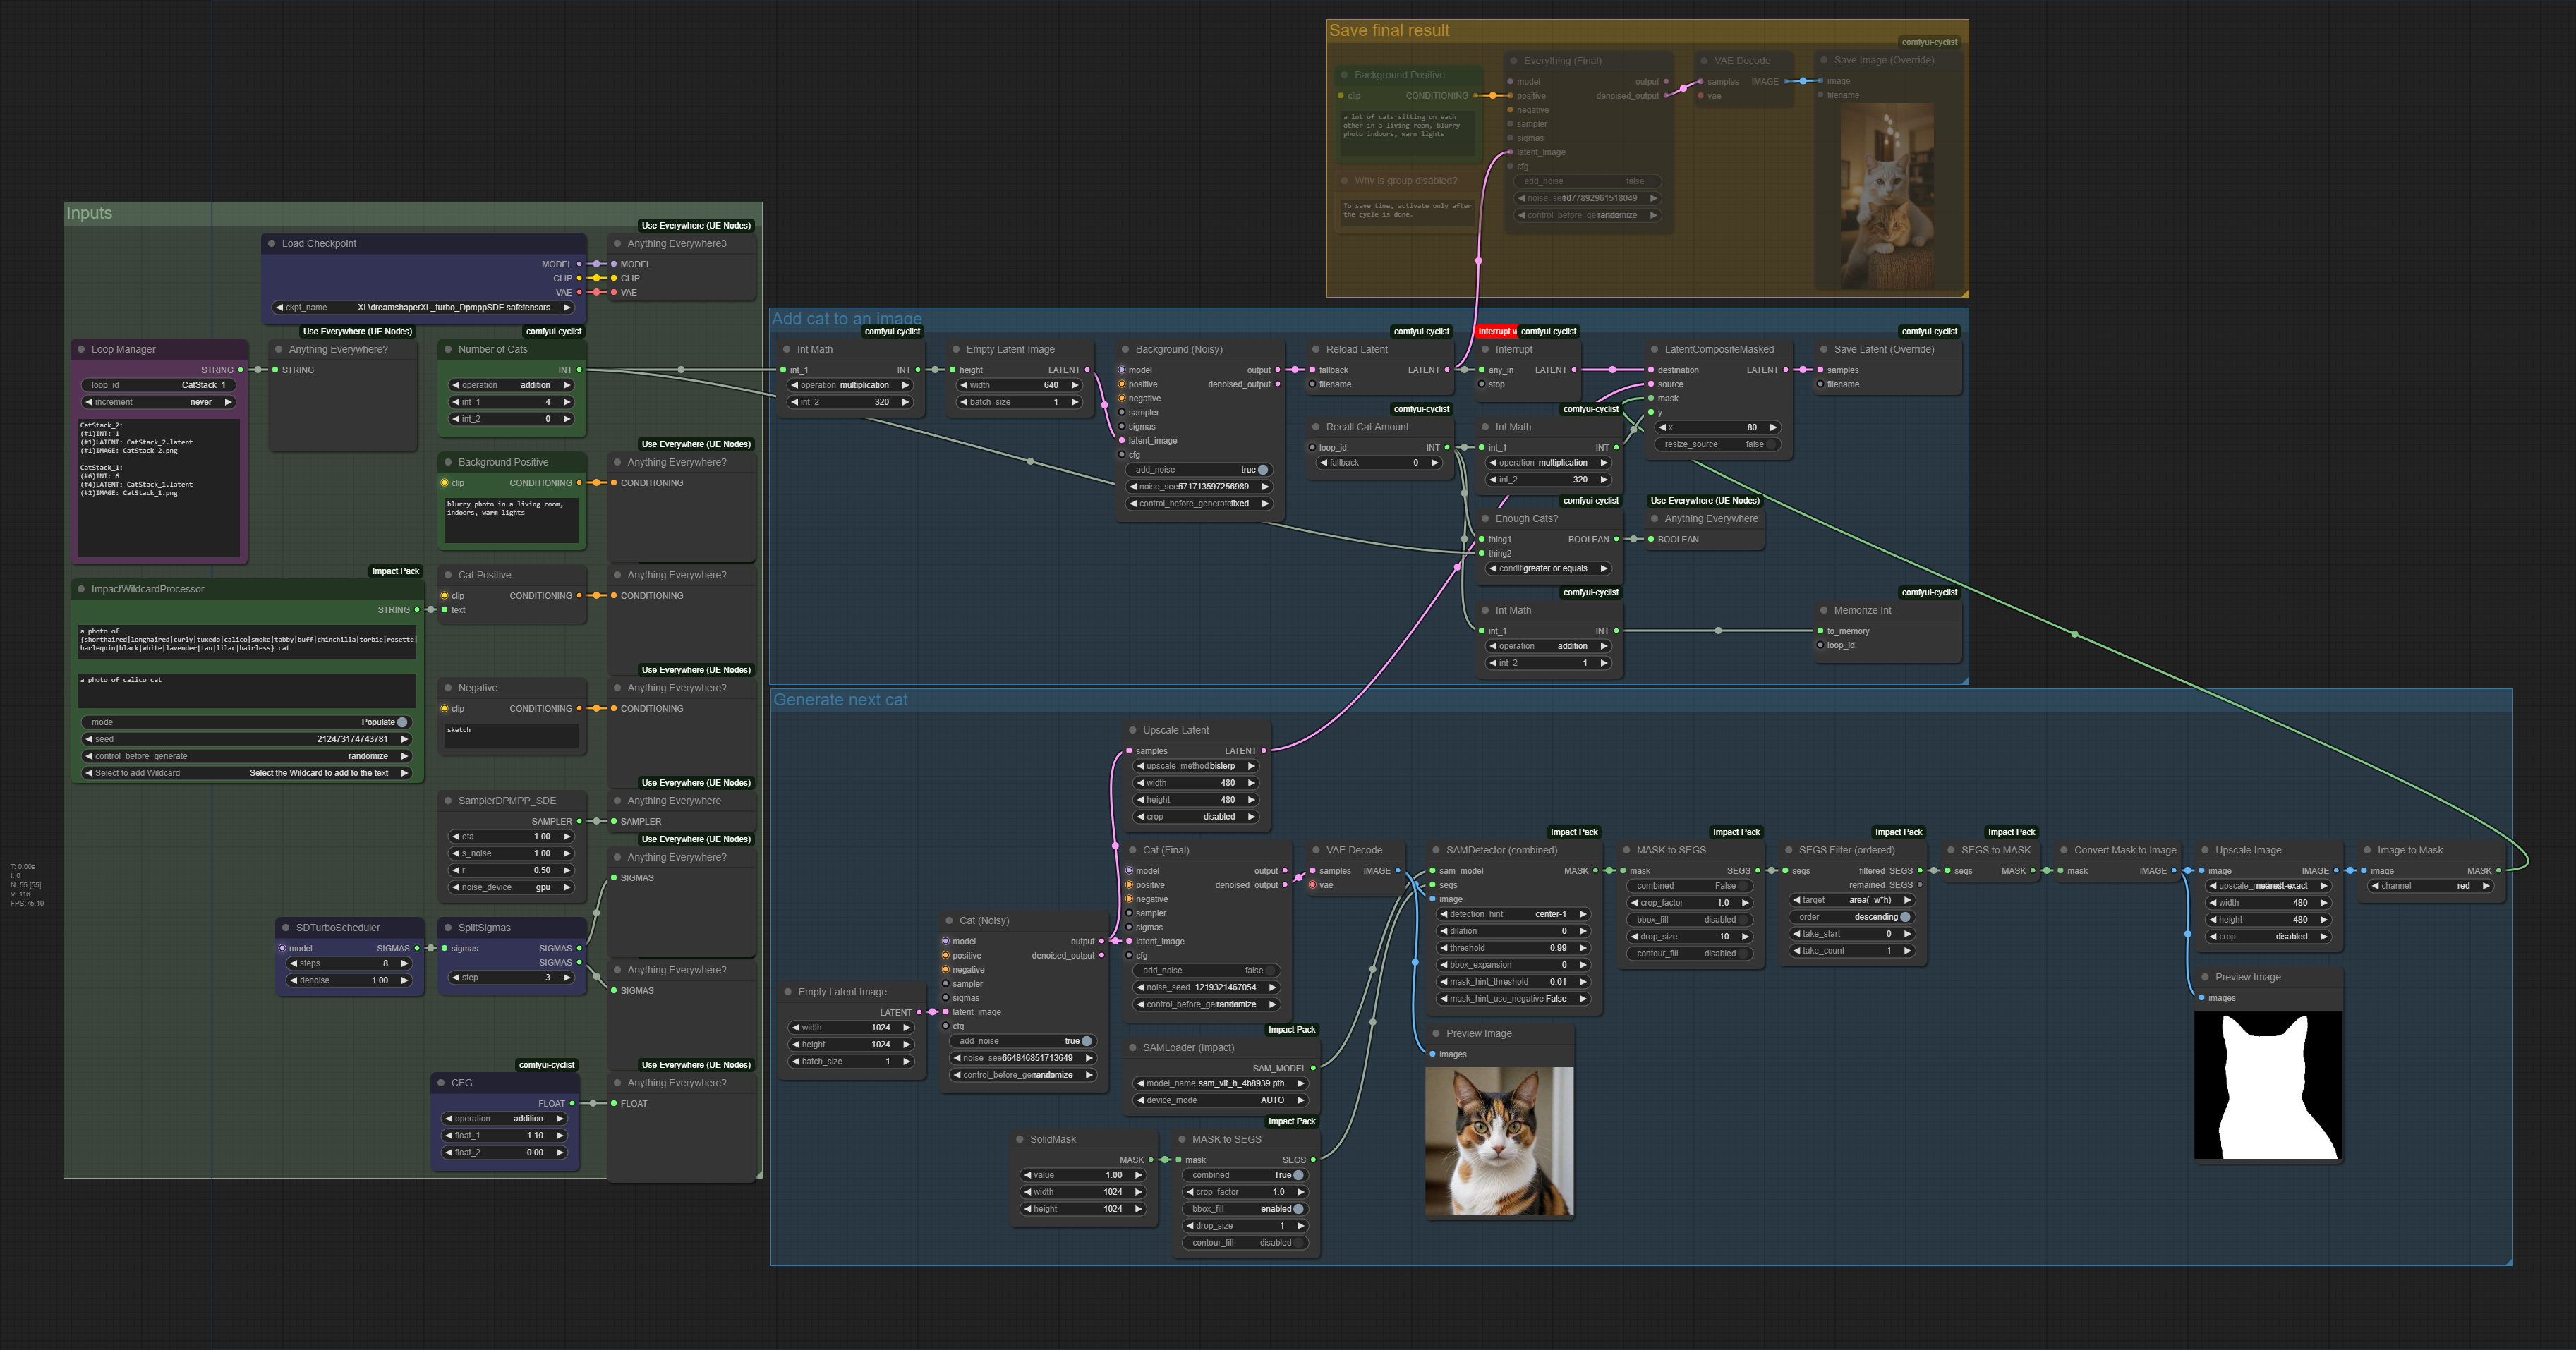 Save final result
comfyui-cyclist
Background Positive
clip
CONDITIONING
a lot of cats sitting on each
other in a living room, blurry
photo indoors, warm lights
Why is group disabled?
To save time, activate only after
the cycle is done.
Everything (Final)
model
output
positive
denoised_output
negative
sampler
sigmas
latent_image
cfg
add_noise false
1077892961518049
randomize
VAE Decode
samples IMAGE
vae
Save Image (Override)
image
filename
Inputs
Use Everywhere (UE Nodes)
Load Checkpoint
MODEL
CLIP
VAE
ckpt_name XL\dreamshaperXL_turbo_DpmppSDE.safetensors
Anything Everywhere3
MODEL
CLIP
VAE
Loop Manager
STRING
loop_id CatStack_1
increment never
CatStack_2:
(#1)INT: 1
(#1)LATENT: CatStack_2.latent
(#1)IMAGE: CatStack_2.png
CatStack_1:
(#6)INT: 6
(#4)LATENT: CatStack_1.latent
(#2)IMAGE: CatStack_1.png
Use Everywhere (UE Nodes)
Anything Everywhere?
STRING
comfyui-cyclist
Number of Cats
INT
operation addition
int_1 4
int_2 0
Use Everywhere (UE Nodes)
Background Positive
clip CONDITIONING
blurry photo in a living room,
indoors, warm lights
Anything Everywhere?
CONDITIONING
Impact Pack
ImpactWildcardProcessor
STRING
a photo of
{shorthaired|longhaired|curly|tuxedo|calico|smoke|tabby|buff|chinchilla|torbie|rosette|
harlequin|black|white|lavender|tan|lilac|hairless} cat
a photo of calico cat
mode Populate
seed 212473174743781
control_before_generate randomize
Select to add Wildcard Select the Wildcard to add to the text
Cat Positive
clip CONDITIONING
text
Anything Everywhere?
CONDITIONING
Use Everywhere (UE Nodes)
Negative
clip CONDITIONING
sketch
Anything Everywhere?
CONDITIONING
Use Everywhere (UE Nodes)
SamplerDPMPP_SDE
SAMPLER
eta 1.00
s_noise 1.00
r 0.50
noise_device gpu
Anything Everywhere
SAMPLER
Use Everywhere (UE Nodes)
Anything Everywhere?
SIGMAS
SDTurboScheduler
model SIGMAS
steps 8
denoise 1.00
SplitSigmas
sigmas SIGMAS
SIGMAS
step 3
Anything Everywhere?
SIGMAS
comfyui-cyclist
CFG
FLOAT
operation addition
float_1 1.10
float_2 0.00
Use Everywhere (UE Nodes)
Anything Everywhere?
FLOAT
T: 0.00s
I: 0
N: 55 [55]
V: 116
FPS:75.19
Add cat to an image
comfyui-cyclist
Int Math
int_1 INT
operation multiplication
int_2 320
Empty Latent Image
height LATENT
width 640
batch_size 1
Background (Noisy)
model output
positive denoised_output
negative
sampler
sigmas
latent_image
cfg
add_noise true
571713597256989
control_before_generate fixed
comfyui-cyclist
Reload Latent
fallback LATENT
filename
comfyui-cyclist
Recall Cat Amount
loop_id INT
fallback 0
Interrupt
comfyui-cyclist
Interrupt
any_in LATENT
stop
comfyui-cyclist
Int Math
int_1 INT
operation multiplication
int_2 320
LatentCompositeMasked
destination LATENT
source
mask
y
x 80
resize_source false
comfyui-cyclist
Save Latent (Override)
samples
filename
comfyui-cyclist
Enough Cats?
thing1 BOOLEAN
thing2
greater or equals
Use Everywhere (UE Nodes)
Anything Everywhere
BOOLEAN
comfyui-cyclist
Int Math
int_1 INT
operation addition
int_2 1
comfyui-cyclist
Memorize Int
to_memory
loop_id
Generate next cat
Upscale Latent
samples LATENT
upscale_method bislerp
width 480
height 480
crop disabled
Empty Latent Image
LATENT
width 1024
height 1024
batch_size 1
Cat (Noisy)
model output
positive denoised_output
negative
sampler
sigmas
latent_image
cfg
add_noise true
664846851713649
randomize
Cat (Final)
model output
positive denoised_output
negative
sampler
sigmas
latent_image
cfg
add_noise false
noise_seed 1219321467054
randomize
VAE Decode
samples IMAGE
vae
Impact Pack
SAMLoader (Impact)
SAM_MODEL
model_name sam_vit_h_4b8939.pth
device_mode AUTO
SolidMask
MASK
value 1.00
width 1024
height 1024
Impact Pack
MASK to SEGS
mask SEGS
combined True
crop_factor 1.0
bbox_fill enabled
drop_size 1
contour_fill disabled
Impact Pack
SAMDetector (combined)
sam_model MASK
segs
image
detection_hint center-1
dilation 0
threshold 0.99
bbox_expansion 0
mask_hint_threshold 0.01
mask_hint_use_negative False
Preview Image
images
Impact Pack
MASK to SEGS
mask SEGS
combined False
crop_factor 1.0
bbox_fill disabled
drop_size 10
contour_fill disabled
Impact Pack
SEGS Filter (ordered)
segs filtered_SEGS
remained_SEGS
target area(=w*h)
order descending
take_start 0
take_count 1
Impact Pack
SEGS to MASK
segs MASK
Convert Mask to Image
mask IMAGE
Upscale Image
image IMAGE
nearest-exact
width 480
height 480
crop disabled
Preview Image
images
Image to Mask
image MASK
channel red